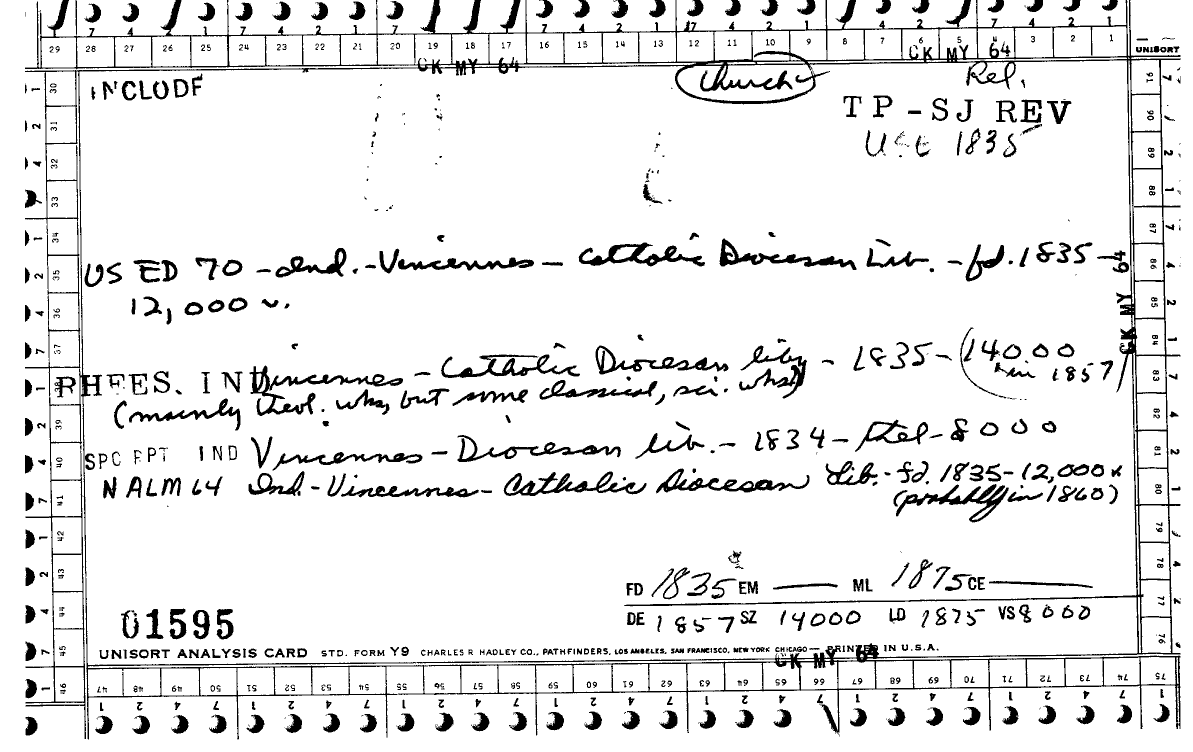 7 4 2 1 7 4 2 1 7 4 2 1 7 4 2 1 7 4 2 1 7 4 2 1 7 4 2 1
29 28 27 26 25 24 23 22 21 20 19 18 17 16 15 14 13 12 11 10 9 8 7 6 5 4 3 2 1 UNISORT
CK MY 64 CK MY 64
INCLUDE Church Rel.
TP-SJ REV
USE 1835
US ED 70 - Ind. - Vincennes - Catholic Diocesan Lib. - fd. 1835 -
12,000 v.
RHEES. IND Vincennes - Catholic Diocesan liby - 1835 - (14000
in 1857)
(mainly theol. wks, but some classical, sci. wks)
SPC RPT IND Vincennes - Diocesan lib. - 1834 - Thel - 8000
N ALM 64 Ind. - Vincennes - Catholic Diocesan Lib. - fd. 1835 - 12,000 v
(probably in 1860)
CK MY 64
FD 1835 EM — ML 1875 CE —
DE 1857 SZ 14000 LD 1875 VS 8000
01595
UNISORT ANALYSIS CARD STD. FORM Y9 CHARLES R HADLEY CO., PATHFINDERS, LOS ANGELES, SAN FRANCISCO, NEW YORK CHICAGO — PRINTED IN U.S.A.
CK MY 64
30 31 32 33 34 35 36 37 39 40 41 42 43 44 45 46
91 90 89 88 87 86 85 84 83 82 81 80 79 78 77 76
47 48 49 50 51 52 53 54 55 56 57 58 59 60 61 62 63 64 65 66 67 68 69 70 71 72 73 74 75